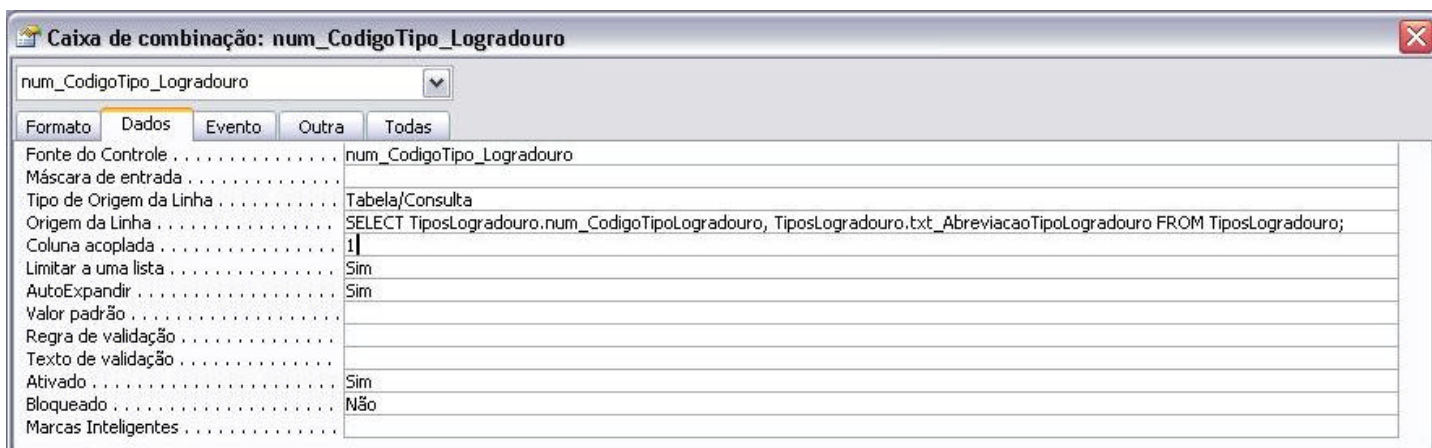 Caixa de combinação: num_CodigoTipo_Logradouro
num_CodigoTipo_Logradouro
Formato Dados Evento Outra Todas
Fonte do Controle . . . . . . . . . . . . . . . . num_CodigoTipo_Logradouro
Máscara de entrada . . . . . . . . . . . . . . .
Tipo de Origem da Linha . . . . . . . . . . . Tabela/Consulta
Origem da Linha . . . . . . . . . . . . . . . . . . SELECT TiposLogradouro.num_CodigoTipoLogradouro, TiposLogradouro.txt_AbreviacaoTipoLogradouro FROM TiposLogradouro;
Coluna acoplada . . . . . . . . . . . . . . . . . 1
Limitar a uma lista . . . . . . . . . . . . . . . . Sim
AutoExpandir . . . . . . . . . . . . . . . . . . . . Sim
Valor padrão . . . . . . . . . . . . . . . . . . . .
Regra de validação . . . . . . . . . . . . . . .
Texto de validação . . . . . . . . . . . . . . .
Ativado . . . . . . . . . . . . . . . . . . . . . . . . Sim
Bloqueado . . . . . . . . . . . . . . . . . . . . . . Não
Marcas Inteligentes . . . . . . . . . . . . . . .